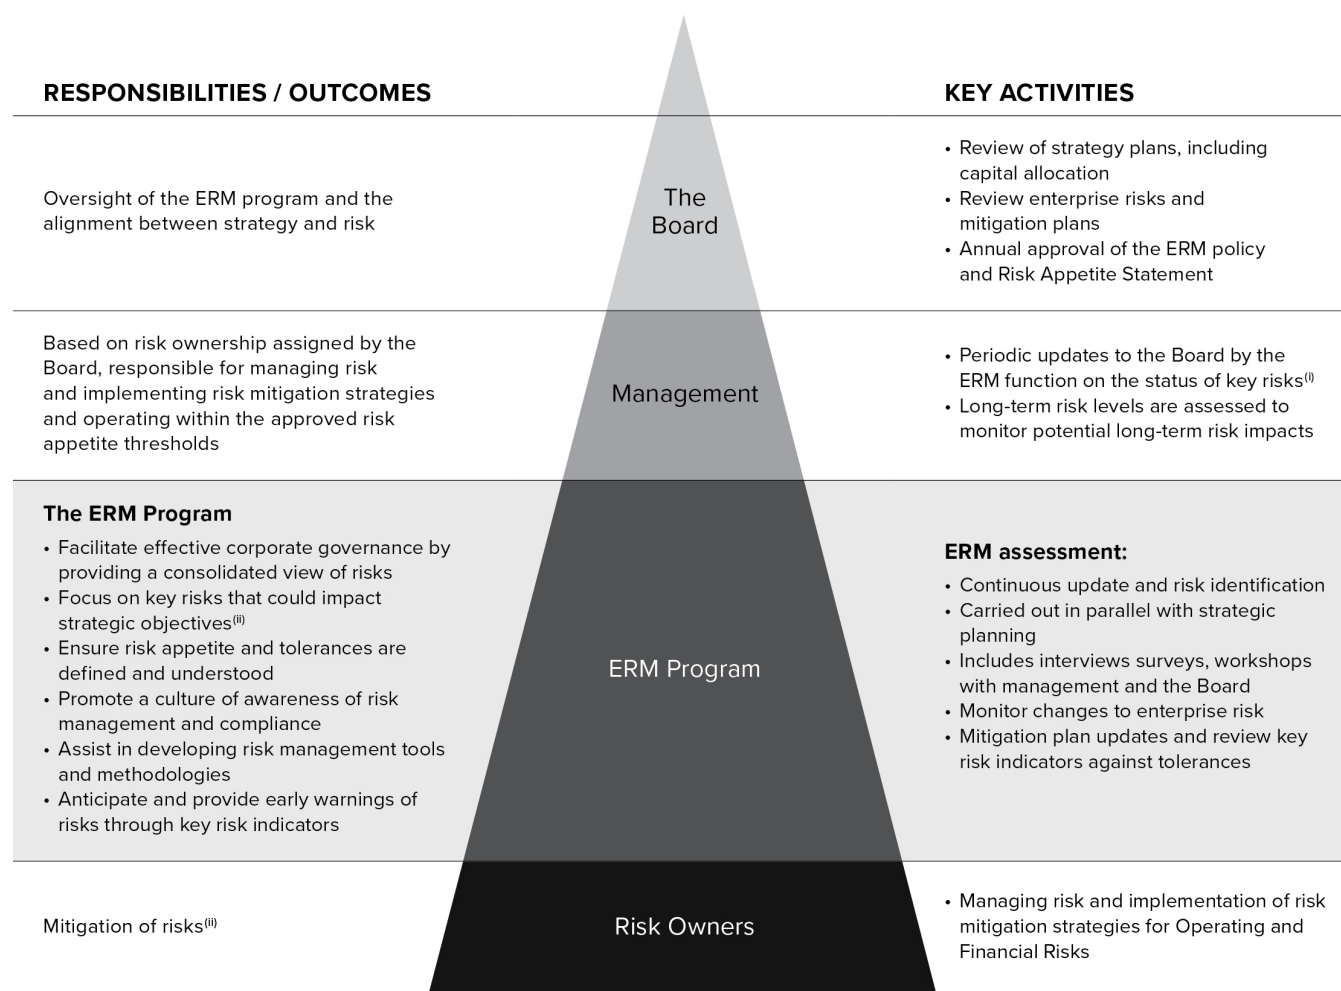 RESPONSIBILITIES / OUTCOMES
KEY ACTIVITIES
Oversight of the ERM program and the
alignment between strategy and risk
The
Board
• Review of strategy plans, including
capital allocation
• Review enterprise risks and
mitigation plans
• Annual approval of the ERM policy
and Risk Appetite Statement
Based on risk ownership assigned by the
Board, responsible for managing risk
and implementing risk mitigation strategies
and operating within the approved risk
appetite thresholds
Management
• Periodic updates to the Board by the
ERM function on the status of key risks(i)
• Long-term risk levels are assessed to
monitor potential long-term risk impacts
The ERM Program
• Facilitate effective corporate governance by
providing a consolidated view of risks
• Focus on key risks that could impact
strategic objectives(ii)
• Ensure risk appetite and tolerances are
defined and understood
• Promote a culture of awareness of risk
management and compliance
• Assist in developing risk management tools
and methodologies
• Anticipate and provide early warnings of
risks through key risk indicators
ERM Program
ERM assessment:
• Continuous update and risk identification
• Carried out in parallel with strategic
planning
• Includes interviews surveys, workshops
with management and the Board
• Monitor changes to enterprise risk
• Mitigation plan updates and review key
risk indicators against tolerances
Mitigation of risks(ii)
Risk Owners
• Managing risk and implementation of risk
mitigation strategies for Operating and
Financial Risks